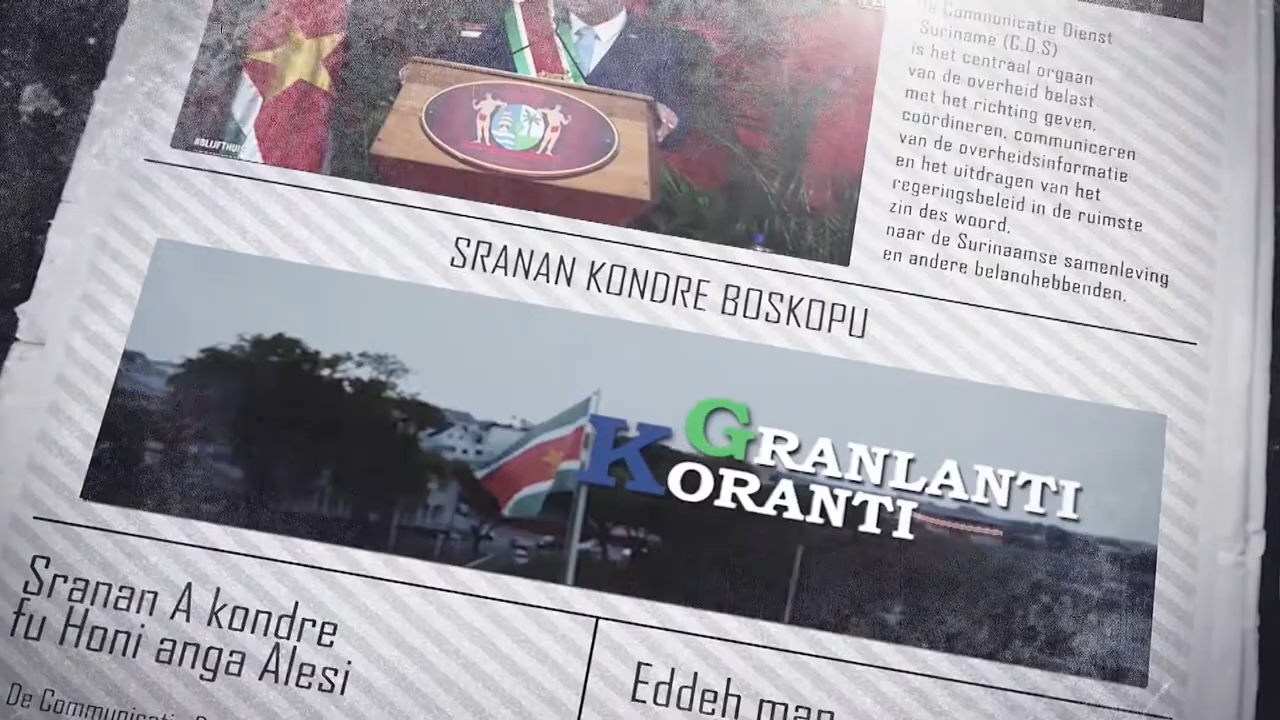 De Communicatie Dienst
Suriname (C.D.S)
is het centraal orgaan
van de overheid belast
met het richting geven,
coördineren, communiceren
van de overheidsinformatie
en het uitdragen van het
regeringsbeleid in de ruimste
zin des woord.
naar de Surinaamse samenleving
en andere belanghebbenden.
SRANAN KONDRE BOSKOPU
GRANLANTI
KORANTI
Sranan A kondre
fu Honi anga Alesi
De
Eddeh man